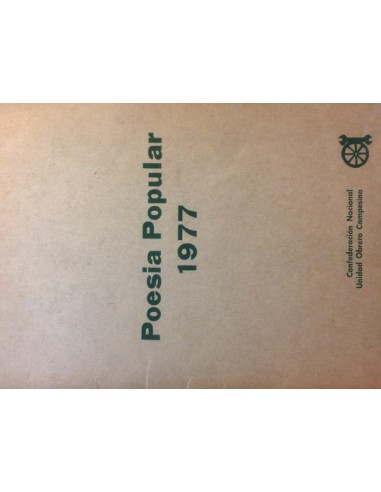 Poesia Popular
1977
Confederación Nacional
Unidad Obrero Campesina